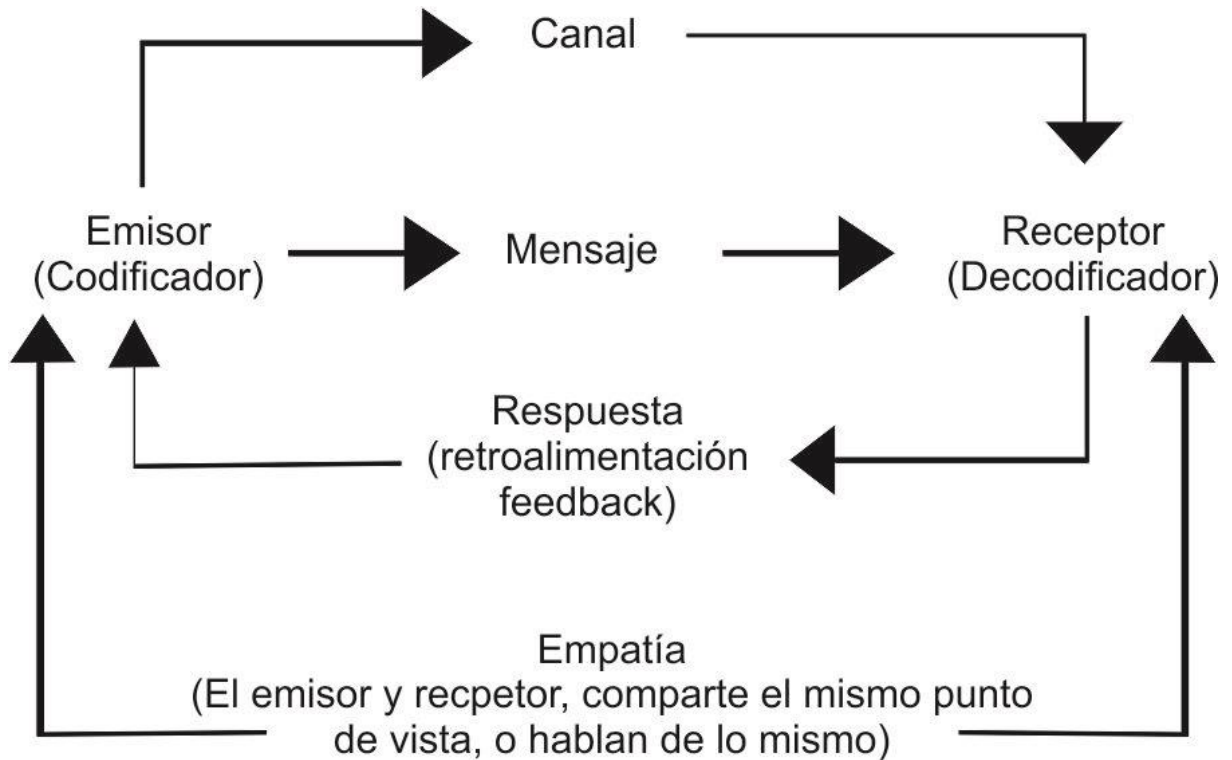 Canal
Emisor
(Codificador)
Mensaje
Receptor
(Decodificador)
Respuesta
(retroalimentación
feedback)
Empatía
(El emisor y recpetor, comparte el mismo punto
de vista, o hablan de lo mismo)